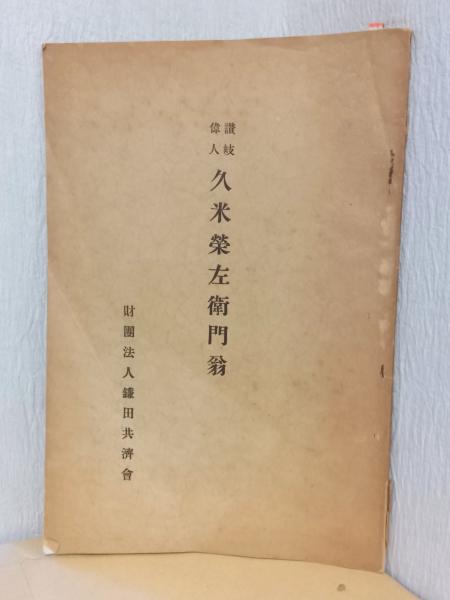 讃岐
偉人
久米榮左衛門翁
財團法人鎌田共濟會